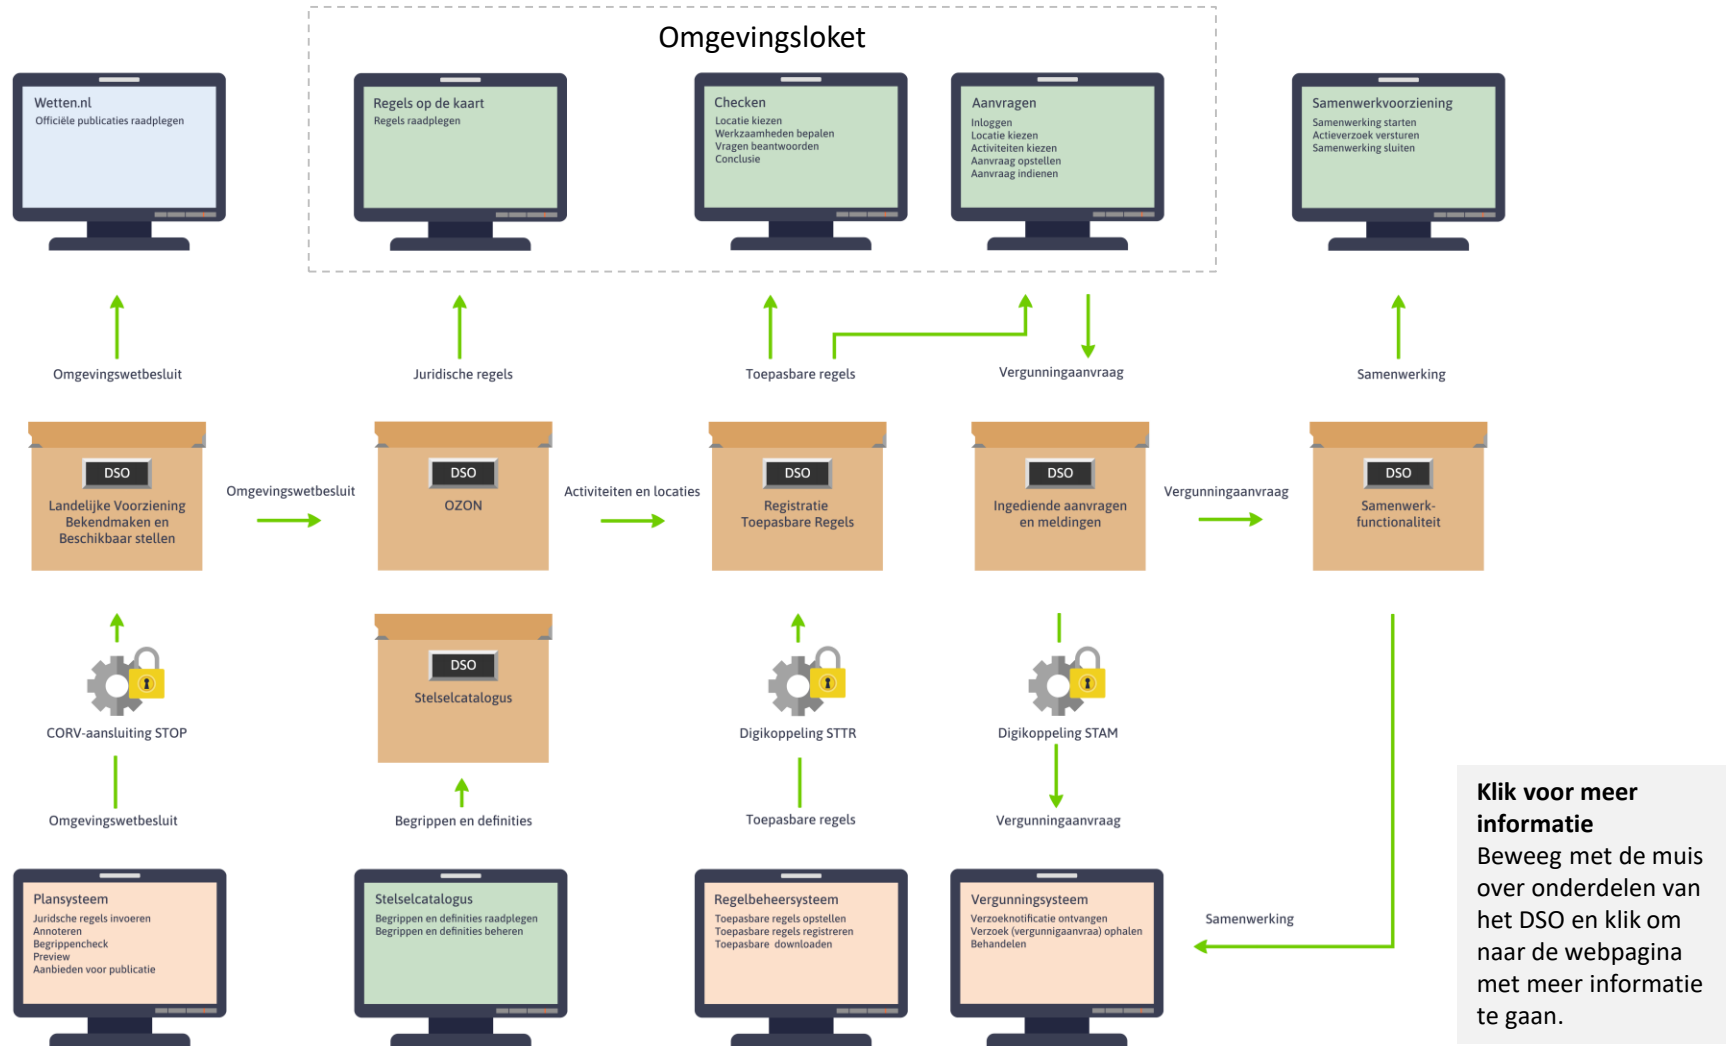 Omgevingsloket
Wetten.nl
Officiële publicaties raadplegen
Regels op de kaart
Regels raadplegen
Checken
Locatie kiezen
Werkzaamheden bepalen
Vragen beantwoorden
Conclusie
Aanvragen
Inloggen
Locatie kiezen
Activiteiten kiezen
Aanvraag opstellen
Aanvraag indienen
Samenwerkvoorziening
Samenwerking starten
Actieverzoek versturen
Samenwerking sluiten
Omgevingswetbesluit
Juridische regels
Toepasbare regels
Vergunningaanvraag
Samenwerking
DSO
Landelijke Voorziening
Bekendmaken en
Beschikbaar stellen
Omgevingswetbesluit
DSO
OZON
Activiteiten en locaties
DSO
Registratie
Toepasbare Regels
DSO
Ingediende aanvragen
en meldingen
Vergunningaanvraag
DSO
Samenwerk-
functionaliteit
DSO
Stelselcatalogus
CORV-aansluiting STOP
Digikoppeling STTR
Digikoppeling STAM
Omgevingswetbesluit
Begrippen en definities
Toepasbare regels
Vergunningaanvraag
Plansysteem
Juridsche regels invoeren
Annoteren
Begrippencheck
Preview
Aanbieden voor publicatie
Stelselcatalogus
Begrippen en definities raadplegen
Begrippen en definities beheren
Regelbeheersysteem
Toepasbare regels opstellen
Toepasbare regels registreren
Toepasbare  downloaden
Vergunningsysteem
Verzoeknotificatie ontvangen
Verzoek (vergunnigaanvraa) ophalen
Behandelen
Samenwerking
Klik voor meer
informatie
Beweeg met de muis
over onderdelen van
het DSO en klik om
naar de webpagina
met meer informatie
te gaan.